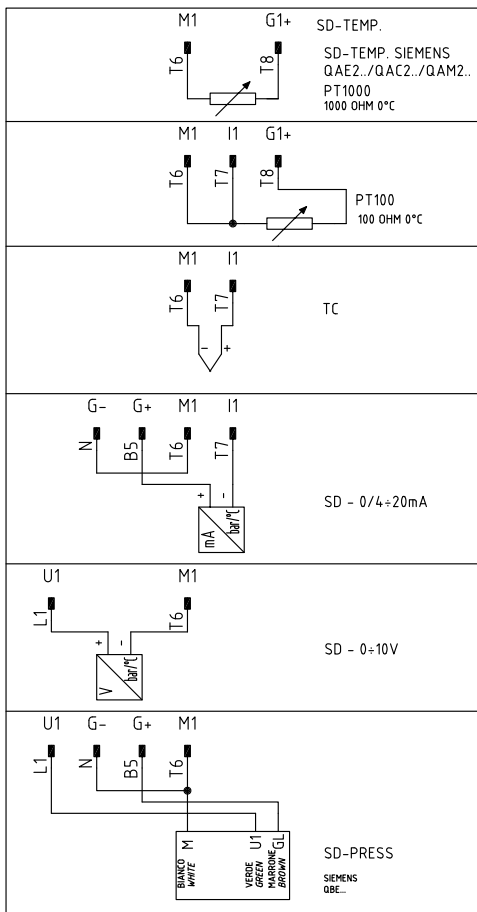 M1 G1+ SD-TEMP.
T6 T8
SD-TEMP. SIEMENS
QAE2../QAC2../QAM2..
PT1000
1000 OHM 0°C
M1 I1 G1+
T6 T7 T8
PT100
100 OHM 0°C
M1 I1
T6 T7
TC
- +
G- G+ M1 I1
N B5 T6 T7
+ -
mA bar/°C
SD - 0/4÷20mA
U1 M1
L1 T6
+ -
V bar/°C
SD - 0÷10V
U1 G- G+ M1
L1 N B5 T6
M U1 GL
BIANCO VERDE MARRONE
WHITE GREEN BROWN
SD-PRESS
SIEMENS
QBE...